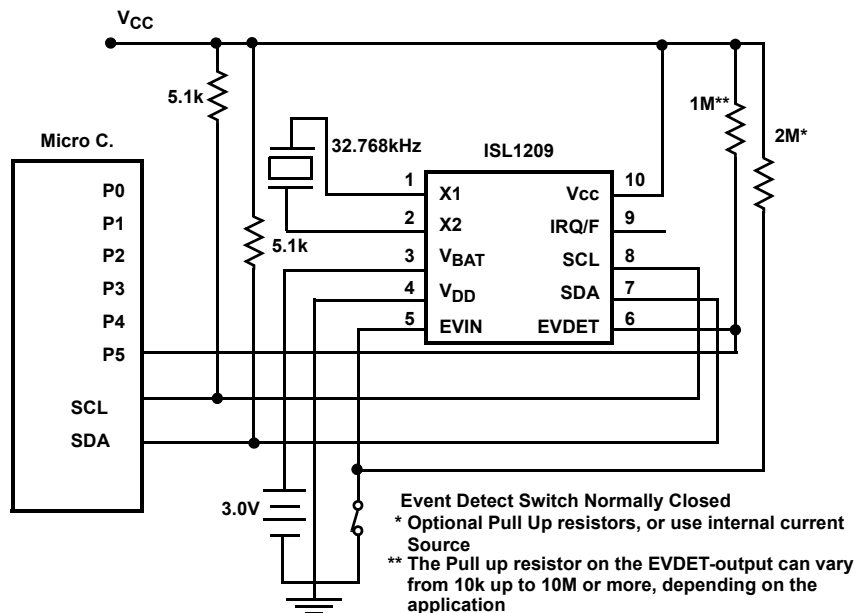 VCC
5.1k
1M**
2M*
Micro C.
32.768kHz
ISL1209
P0
P1
P2
P3
P4
P5
SCL
SDA
5.1k
1
2
3
4
5
X1
X2
VBAT
VDD
EVIN
Vcc
IRQ/F
SCL
SDA
EVDET
10
9
8
7
6
3.0V
Event Detect Switch Normally Closed
* Optional Pull Up resistors, or use internal current
Source
** The Pull up resistor on the EVDET-output can vary
from 10k up to 10M or more, depending on the
application